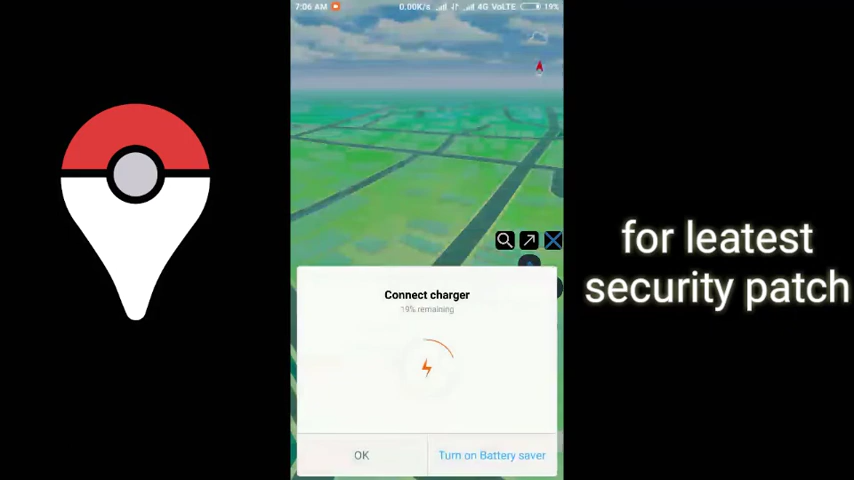 7:06 AM 0.00K/s 4G VoLTE 19%
for leatest
security patch
Connect charger
19% remaining
OK Turn on Battery saver